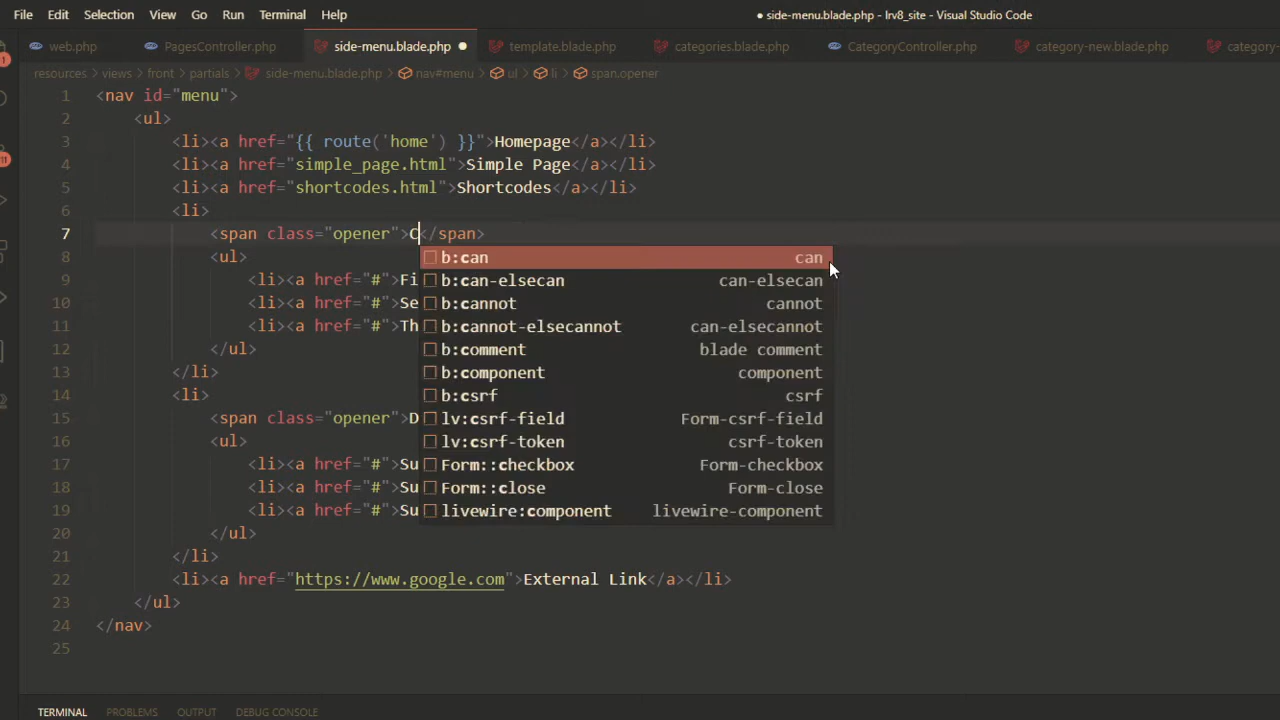 File Edit Selection View Go Run Terminal Help ● side-menu.blade.php - lrv8_site - Visual Studio Code
web.php PagesController.php side-menu.blade.php template.blade.php categories.blade.php CategoryController.php category-new.blade.php category-
resources > views > front > partials > side-menu.blade.php > nav#menu > ul > li > span.opener
1 <nav id="menu">
2 <ul>
3 <li><a href="{{ route('home') }}">Homepage</a></li>
4 <li><a href="simple_page.html">Simple Page</a></li>
5 <li><a href="shortcodes.html">Shortcodes</a></li>
6 <li>
7 <span class="opener">C</span>
8 <ul>
b:can can
9 <li><a href="#">Fi
b:can-elsecan can-elsecan
10 <li><a href="#">Se
b:cannot cannot
11 <li><a href="#">Th
b:cannot-elsecannot can-elsecannot
12 </ul>
b:comment blade comment
13 </li>
b:component component
14 <li>
b:csrf csrf
15 <span class="opener">D
lv:csrf-field Form-csrf-field
16 <ul>
lv:csrf-token csrf-token
17 <li><a href="#">Su
Form::checkbox Form-checkbox
18 <li><a href="#">Su
Form::close Form-close
19 <li><a href="#">Su
livewire:component livewire-component
20 </ul>
21 </li>
22 <li><a href="https://www.google.com">External Link</a></li>
23 </ul>
24 </nav>
25
TERMINAL PROBLEMS OUTPUT DEBUG CONSOLE